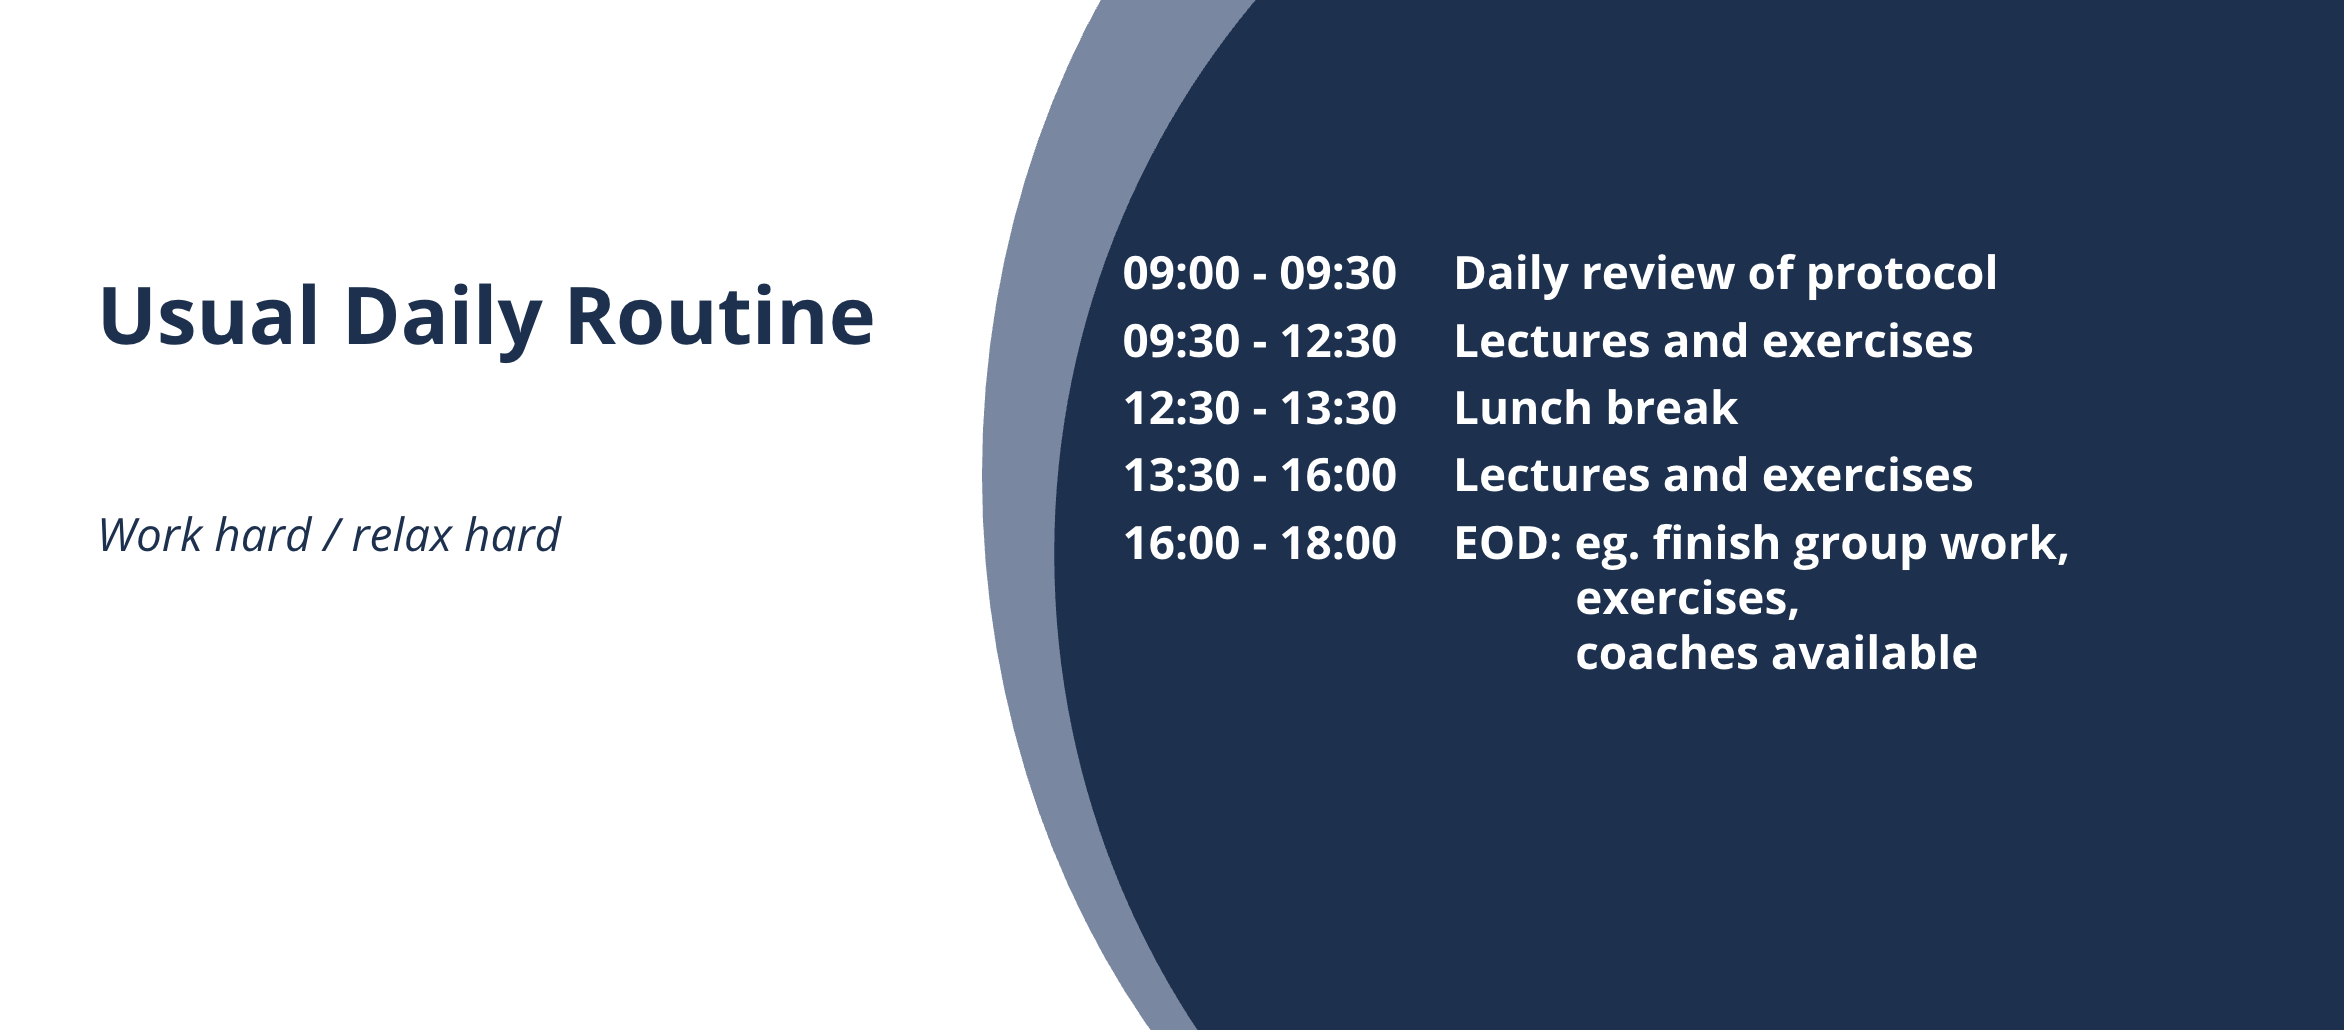 Usual Daily Routine
Work hard / relax hard
09:00 - 09:30 Daily review of protocol
09:30 - 12:30 Lectures and exercises
12:30 - 13:30 Lunch break
13:30 - 16:00 Lectures and exercises
16:00 - 18:00 EOD: eg. finish group work,
exercises,
coaches available